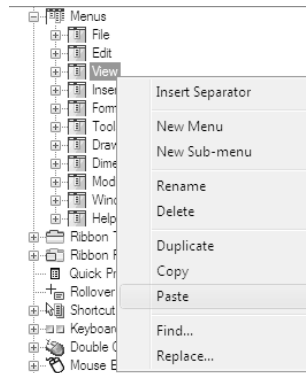 Menus
File
Edit
View
Inser
Form
Tool
Draw
Dime
Mod
Wind
Help
Ribbon T
Ribbon F
Quick Pr
Rollover
Shortcut
Keyboar
Double C
Mouse B
Insert Separator
New Menu
New Sub-menu
Rename
Delete
Duplicate
Copy
Paste
Find...
Replace...